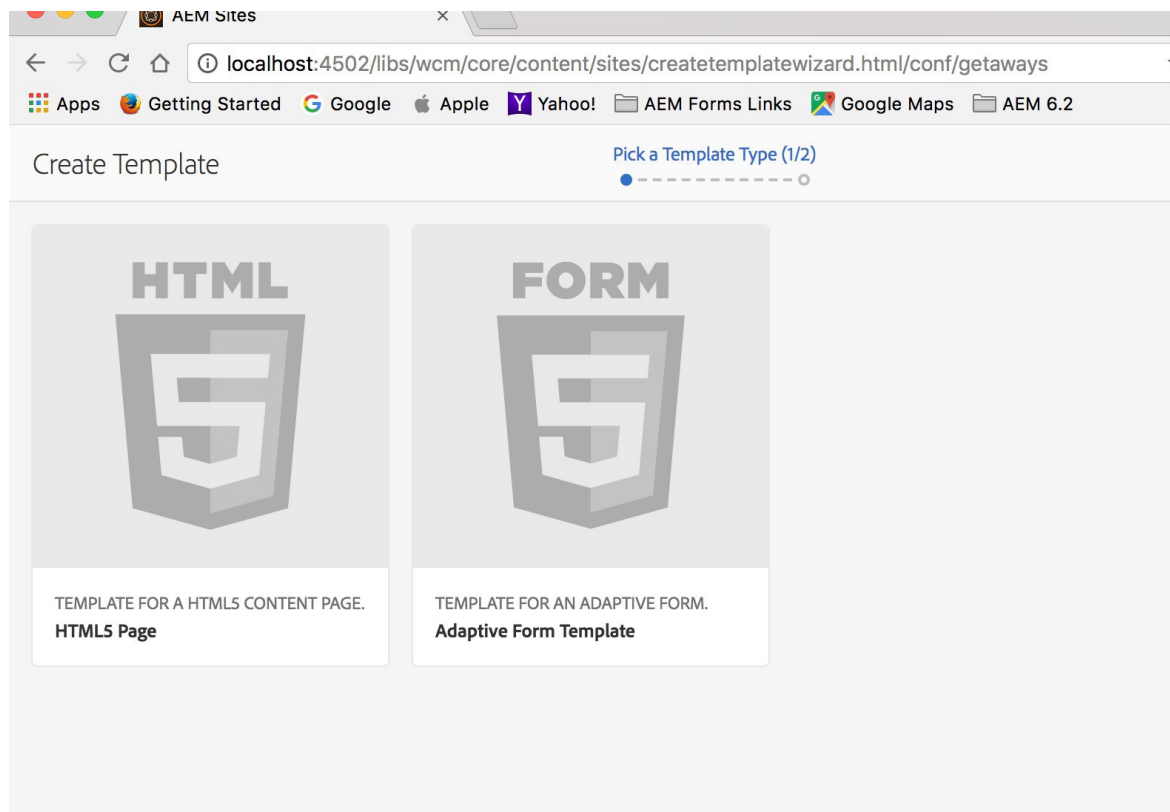 AEM Sites
localhost:4502/libs/wcm/core/content/sites/createtemplatewizard.html/conf/getaways
Apps Getting Started G Google Apple Y Yahoo! AEM Forms Links G Google Maps AEM 6.2
Create Template
Pick a Template Type (1/2)
HTML
5
FORM
5
TEMPLATE FOR A HTML5 CONTENT PAGE.
HTML5 Page
TEMPLATE FOR AN ADAPTIVE FORM.
Adaptive Form Template